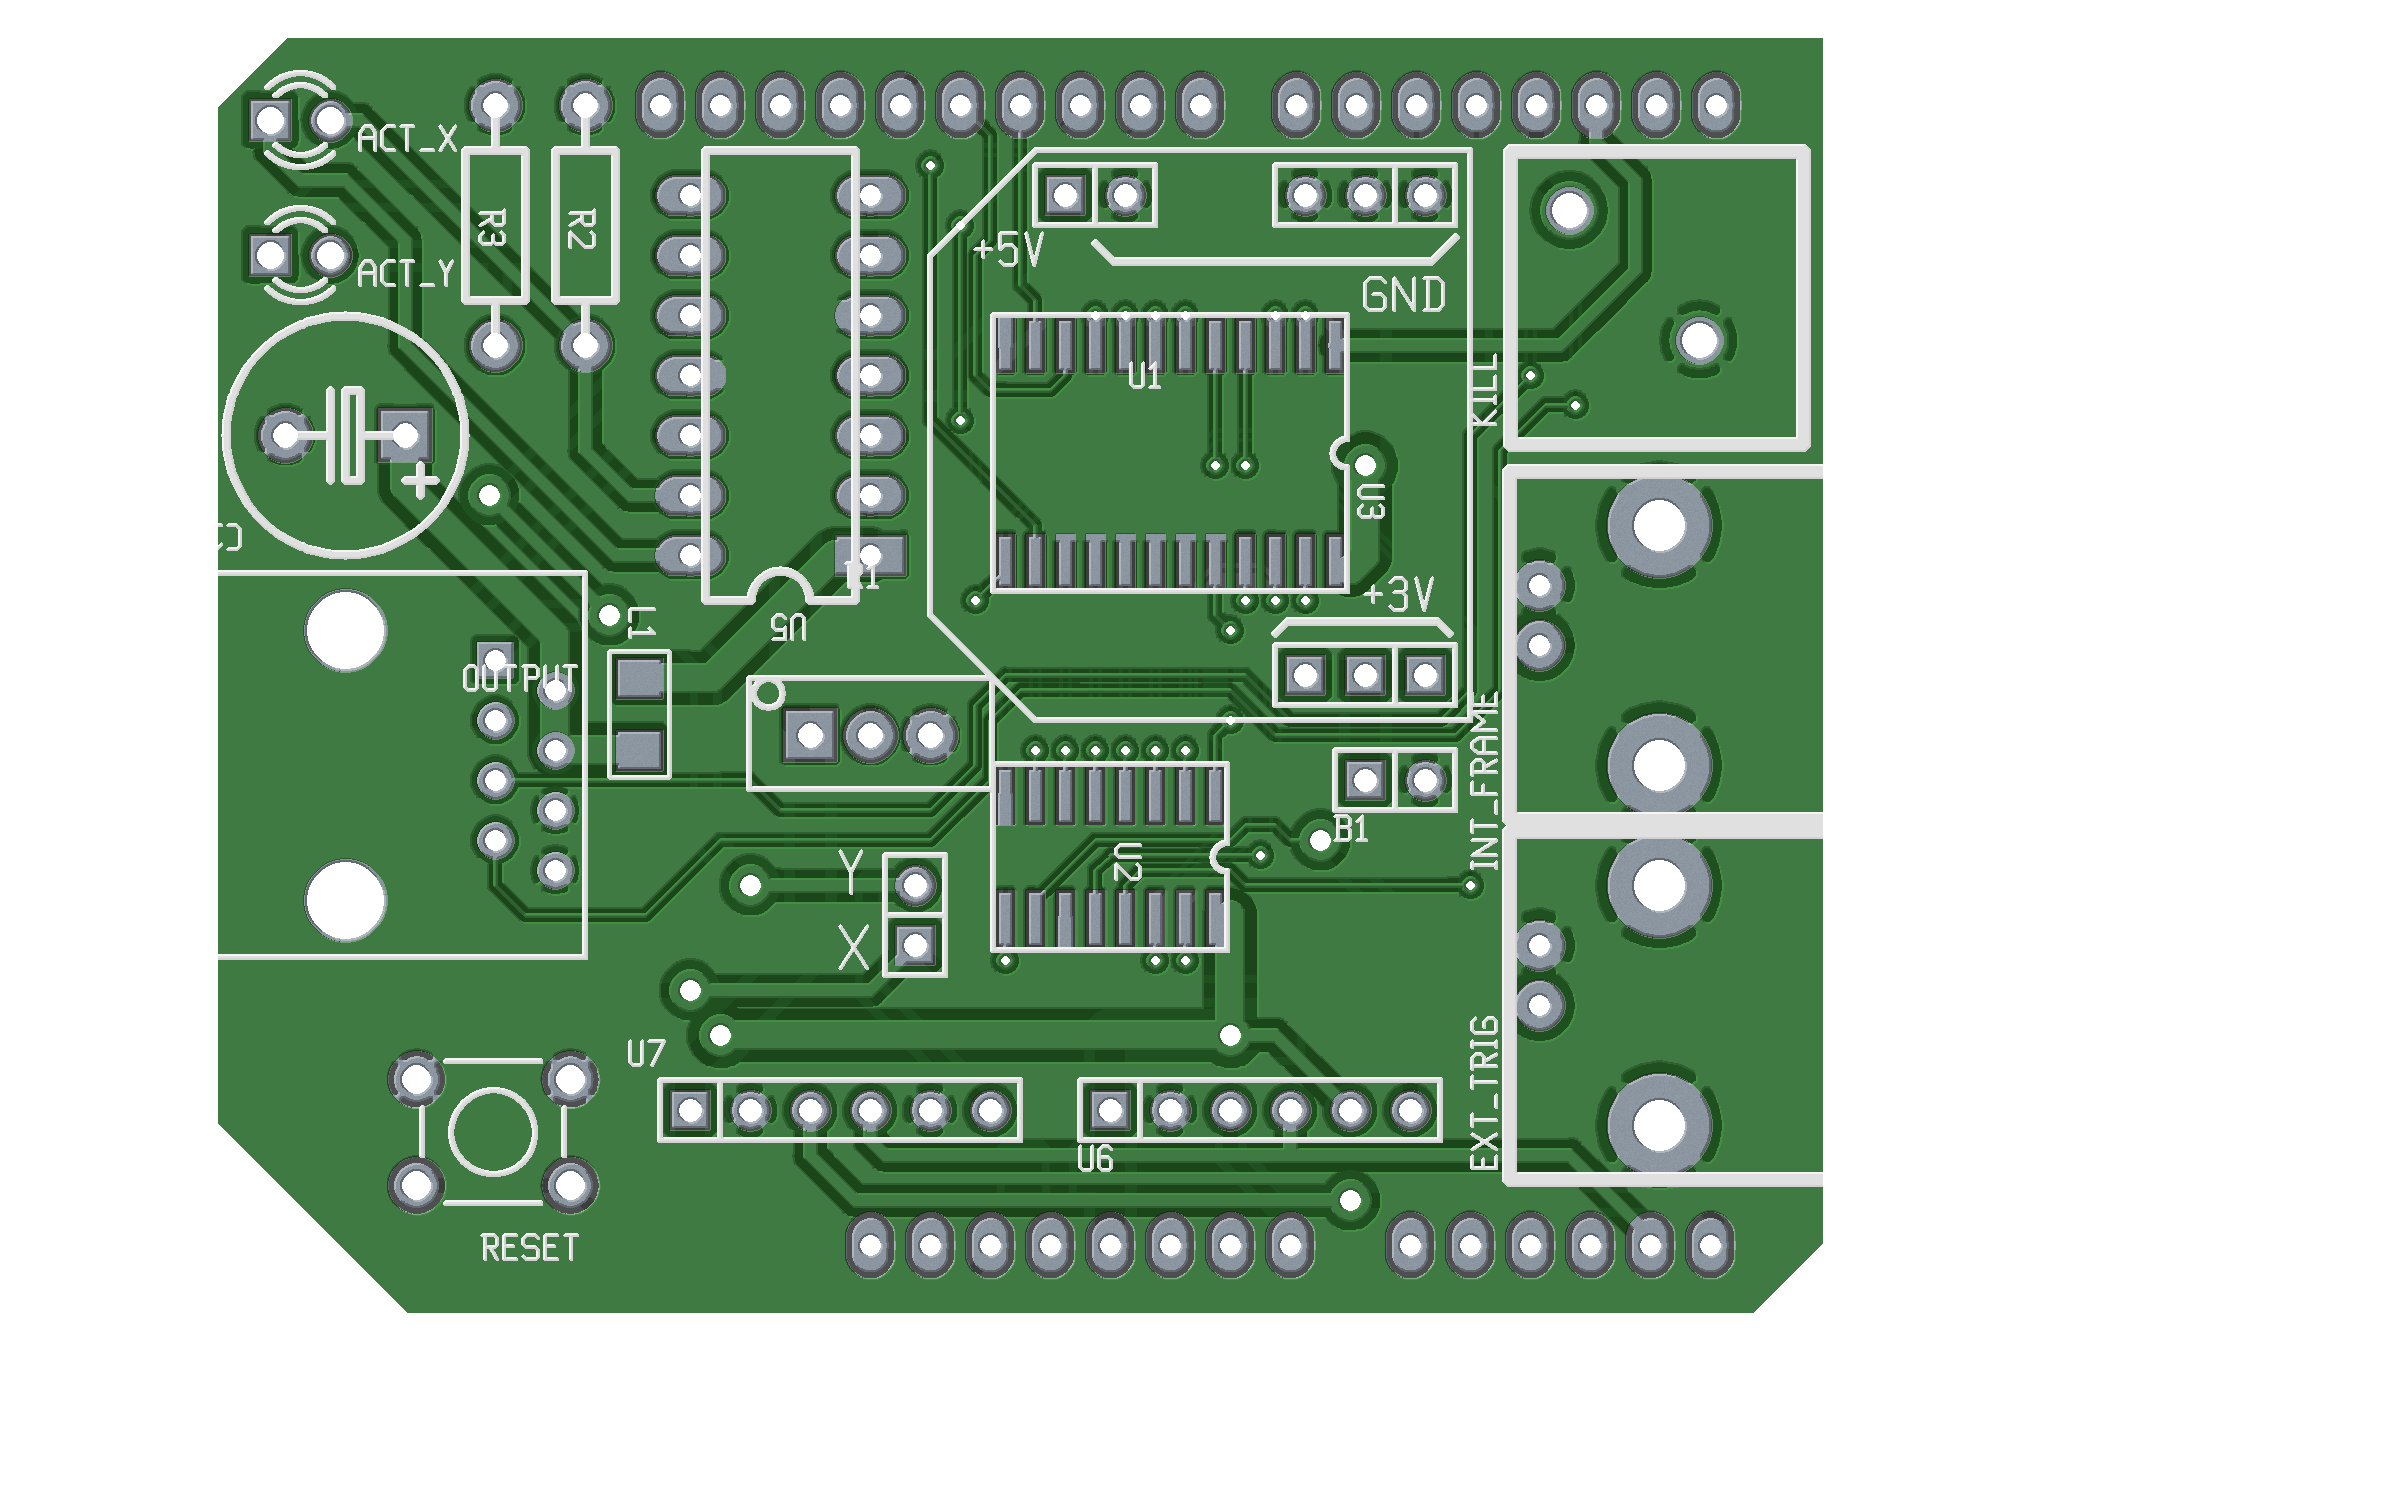 ACT_X
ACT_Y
R3
R2
+5V
GND
U1
KILL
U3
+3V
L1
U5
OUTPUT
INT_FRAME
B1
U2
Y
X
EXT_TRIG
U7
U6
RESET